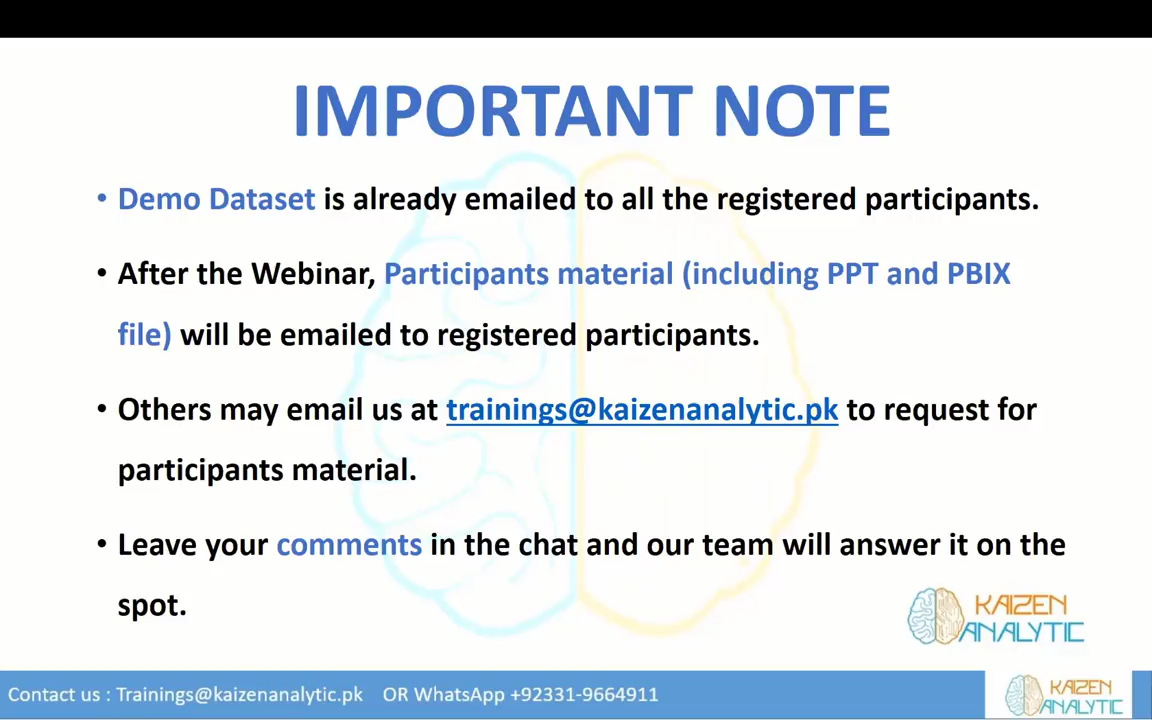 IMPORTANT NOTE
• Demo Dataset is already emailed to all the registered participants.
• After the Webinar, Participants material (including PPT and PBIX
file) will be emailed to registered participants.
• Others may email us at trainings@kaizenanalytic.pk to request for
participants material.
• Leave your comments in the chat and our team will answer it on the
spot.
KAIZEN
ANALYTIC
Contact us : Trainings@kaizenanalytic.pk OR WhatsApp +92331-9664911
KAIZEN
ANALYTIC